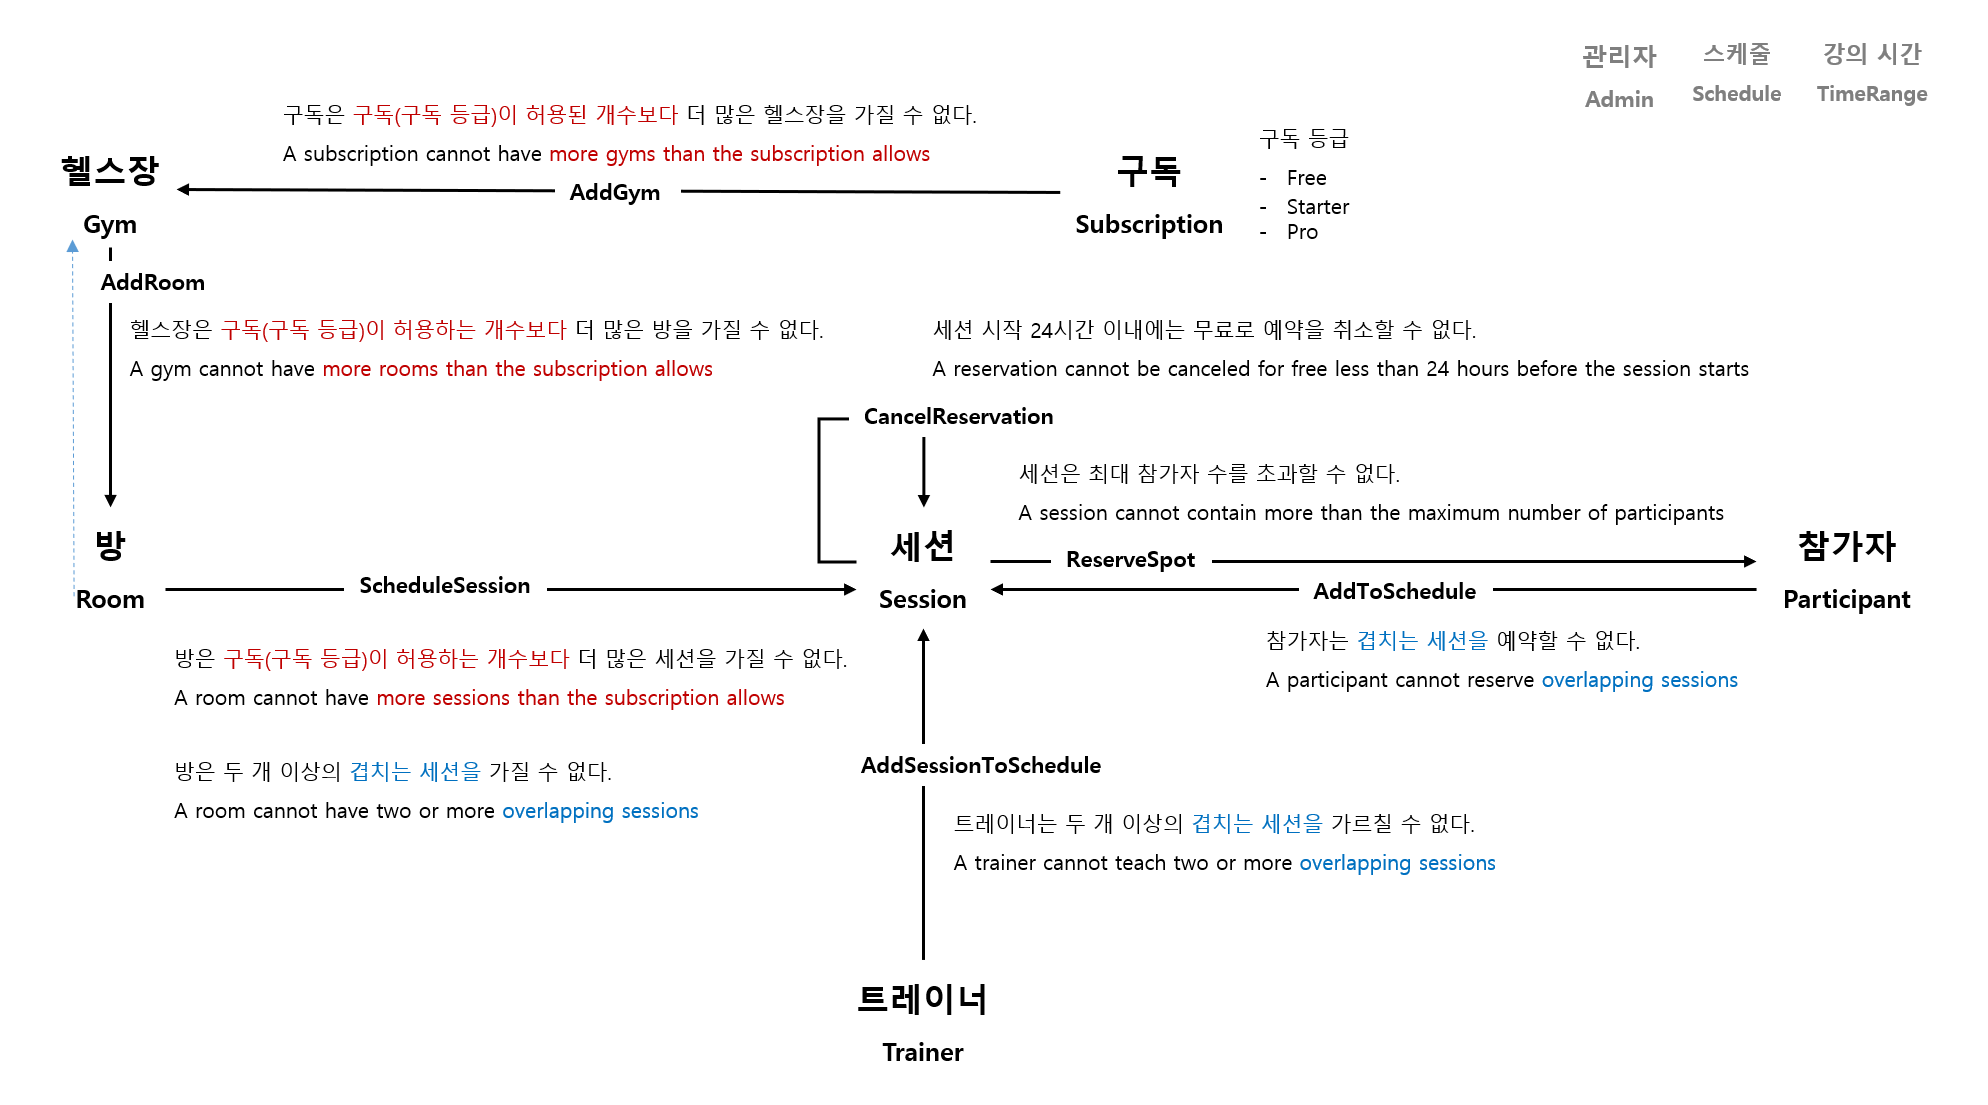 관리자
Admin
스케줄
Schedule
강의 시간
TimeRange
구독은 구독(구독 등급)이 허용된 개수보다 더 많은 헬스장을 가질 수 없다.
A subscription cannot have more gyms than the subscription allows
헬스장
Gym
AddGym
구독
Subscription
구독 등급
- Free
- Starter
- Pro
AddRoom
헬스장은 구독(구독 등급)이 허용하는 개수보다 더 많은 방을 가질 수 없다.
A gym cannot have more rooms than the subscription allows
세션 시작 24시간 이내에는 무료로 예약을 취소할 수 없다.
A reservation cannot be canceled for free less than 24 hours before the session starts
CancelReservation
세션은 최대 참가자 수를 초과할 수 없다.
A session cannot contain more than the maximum number of participants
방
Room
ScheduleSession
세션
Session
ReserveSpot
AddToSchedule
참가자
Participant
방은 구독(구독 등급)이 허용하는 개수보다 더 많은 세션을 가질 수 없다.
A room cannot have more sessions than the subscription allows
참가자는 겹치는 세션을 예약할 수 없다.
A participant cannot reserve overlapping sessions
방은 두 개 이상의 겹치는 세션을 가질 수 없다.
A room cannot have two or more overlapping sessions
AddSessionToSchedule
트레이너는 두 개 이상의 겹치는 세션을 가르칠 수 없다.
A trainer cannot teach two or more overlapping sessions
트레이너
Trainer